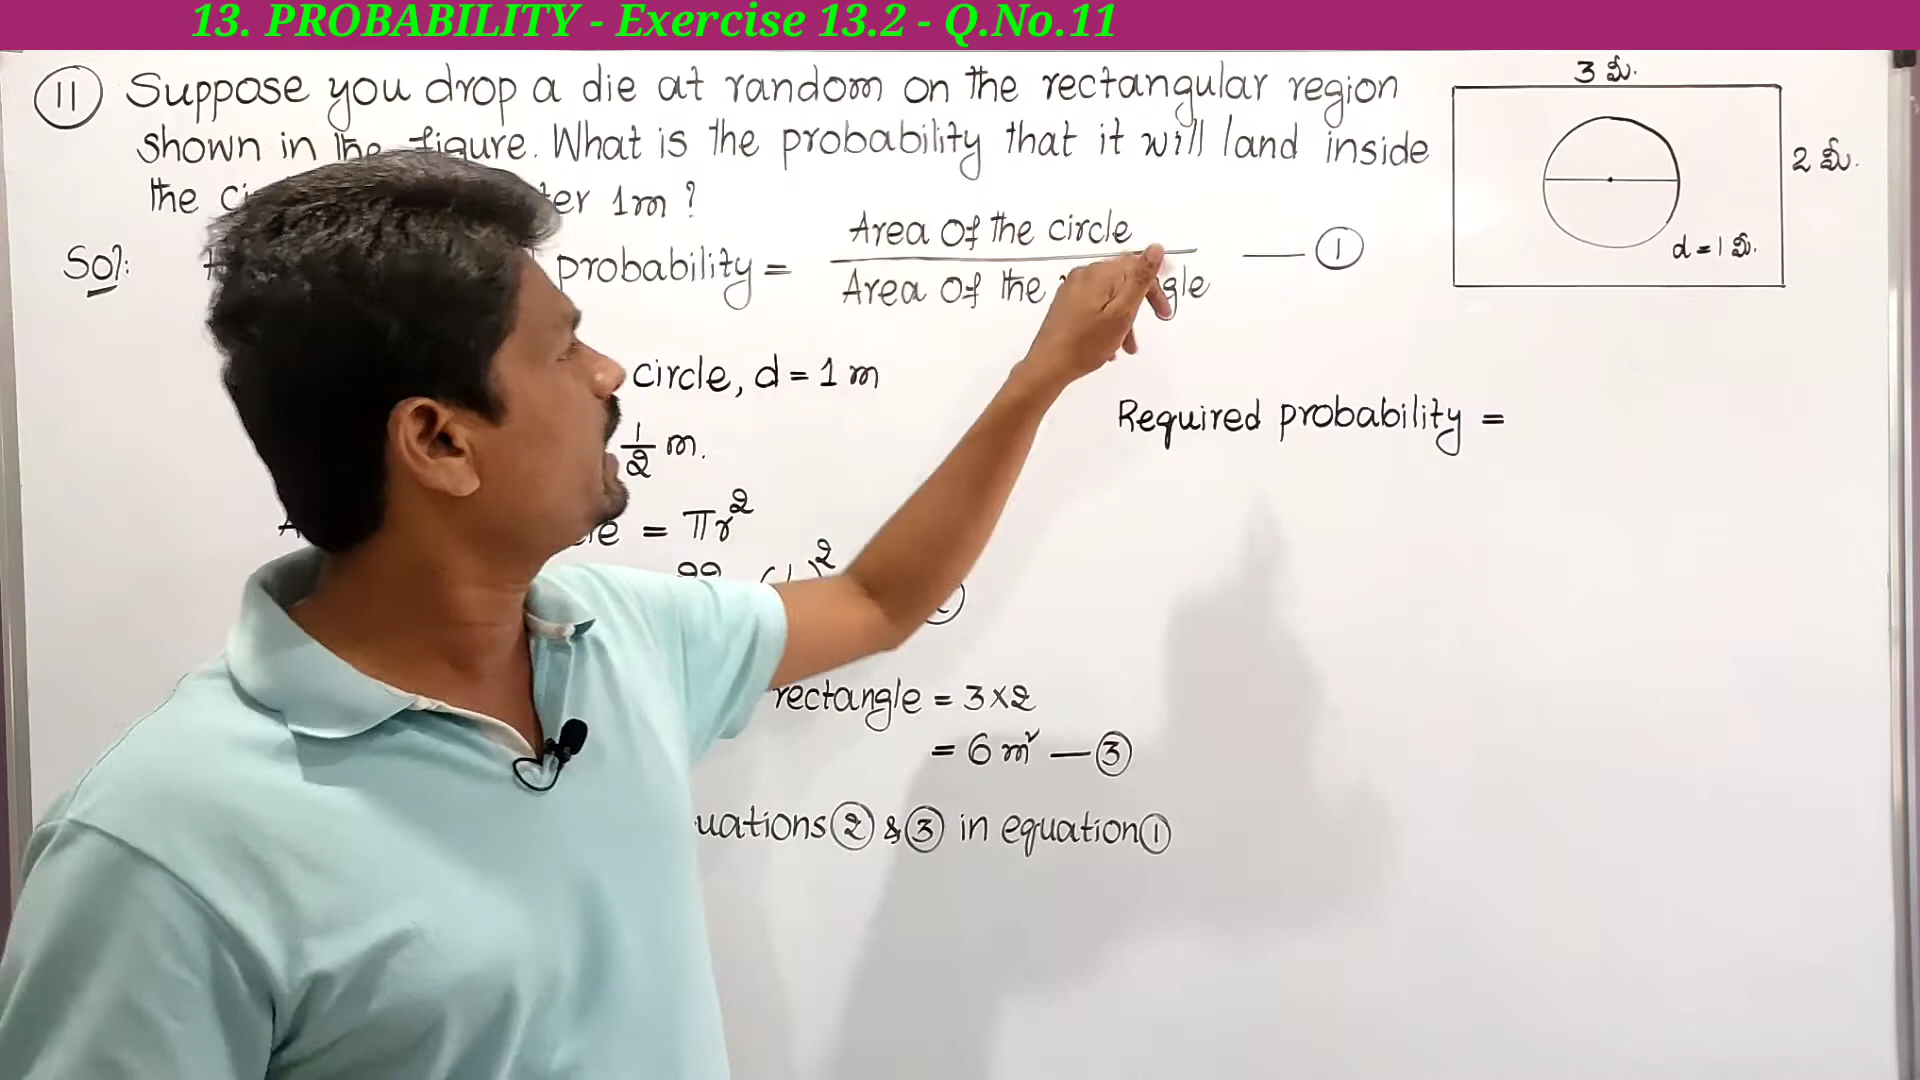 13. PROBABILITY - Exercise 13.2 - Q.No.11
11 Suppose you drop a die at random on the rectangular region
shown in the figure. What is the probability that it will land inside
the 1m ?
Sol: probability = Area of the circle / Area of the — 1
circle, d = 1 m
1/2 m.
= πr²
rectangle = 3×2
= 6 m² — 3
2 & 3 in equation 1
Required probability =
3 మీ.
2 మీ.
d = 1 మీ.